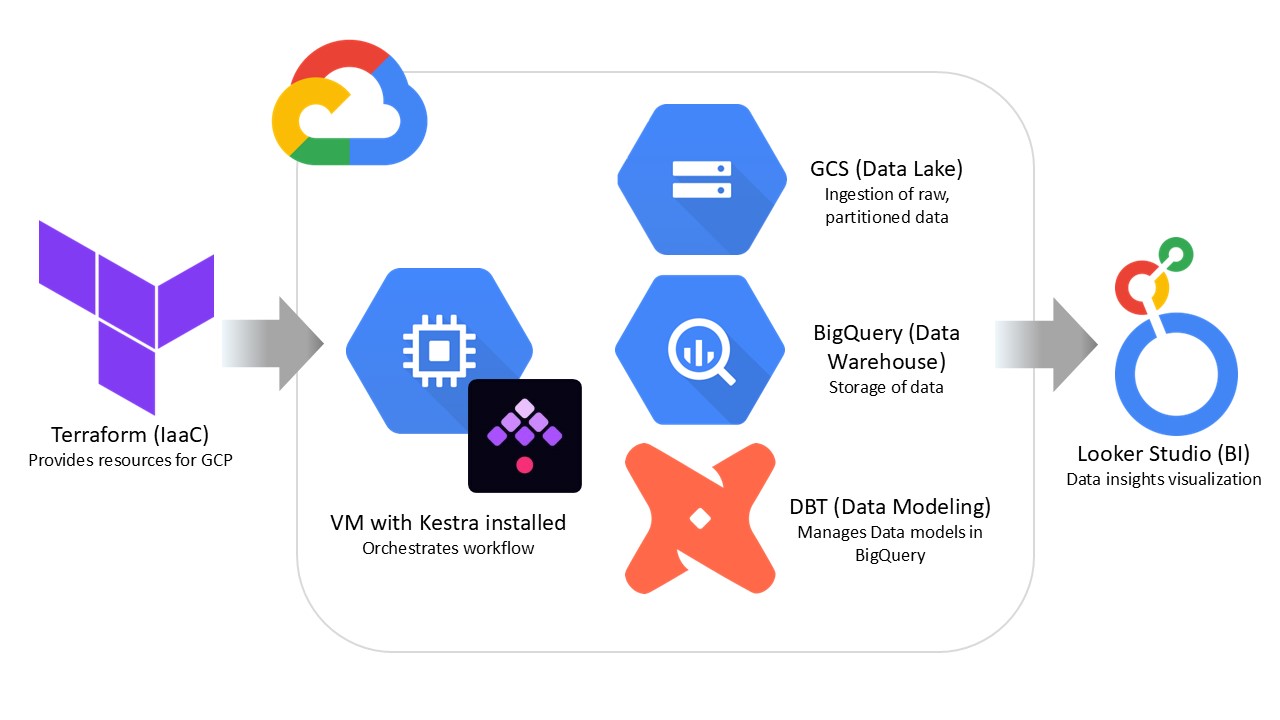 Terraform (IaaC)
Provides resources for GCP
VM with Kestra installed
Orchestrates workflow
GCS (Data Lake)
Ingestion of raw,
partitioned data
BigQuery (Data
Warehouse)
Storage of data
DBT (Data Modeling)
Manages Data models in
BigQuery
Looker Studio (BI)
Data insights visualization